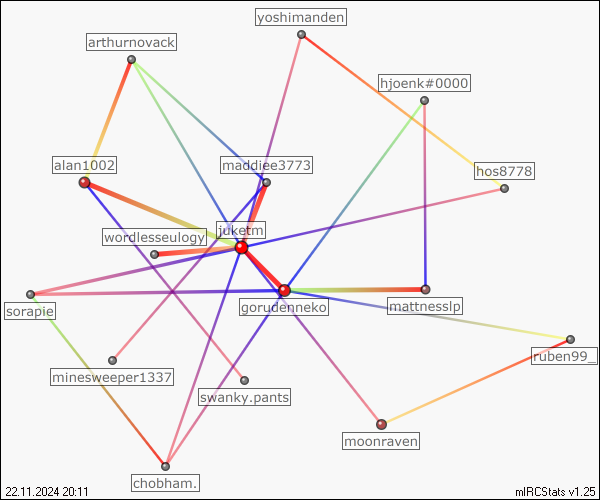 yoshimanden
arthurnovack
hjoenk#0000
alan1002
maddiee3773
hos8778
juketm
wordlesseulogy
sorapie
gorudenneko
mattnesslp
ruben99_
minesweeper1337
swanky.pants
moonraven
chobham.
22.11.2024 20:11
mIRCStats v1.25